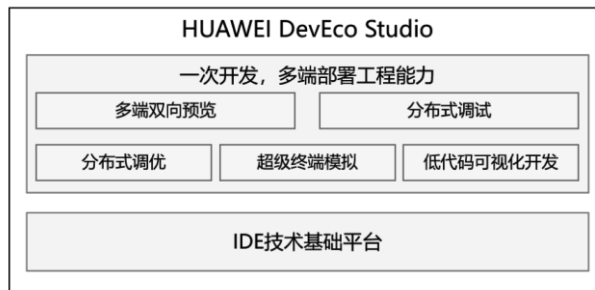 HUAWEI DevEco Studio
一次开发，多端部署工程能力
多端双向预览
分布式调试
分布式调优
超级终端模拟
低代码可视化开发
IDE技术基础平台